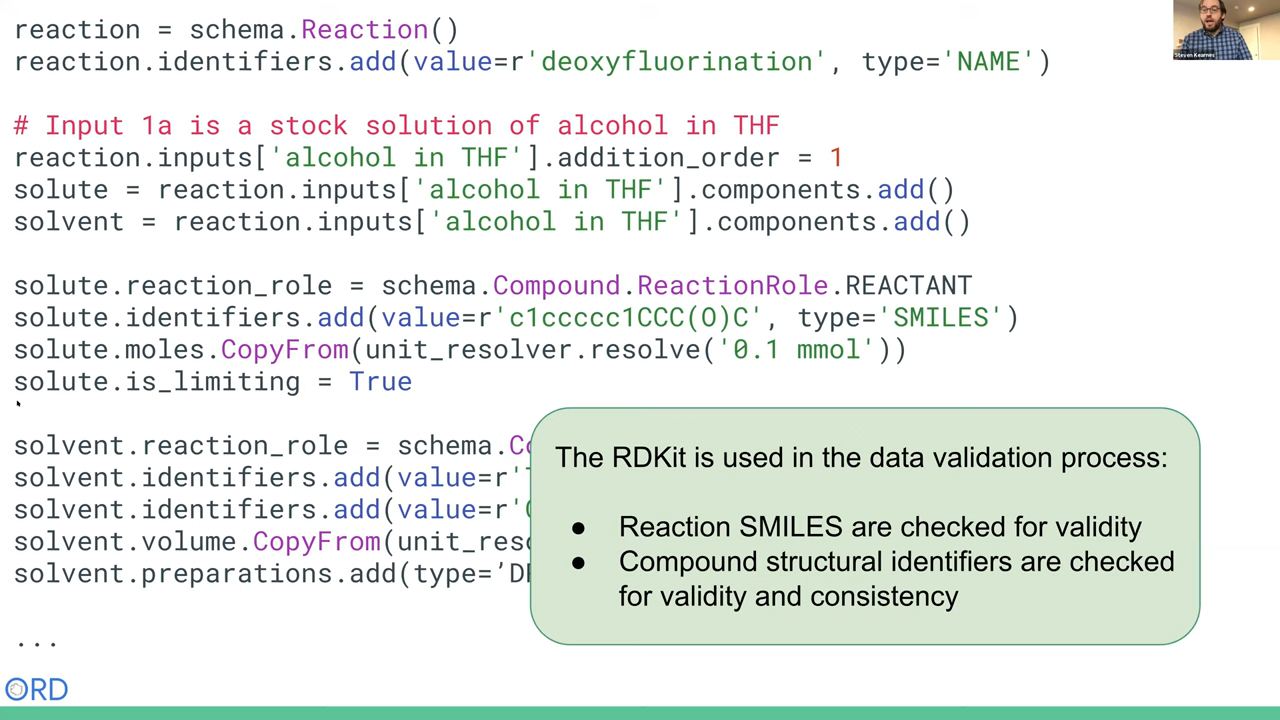 reaction = schema.Reaction()
reaction.identifiers.add(value=r'deoxyfluorination', type='NAME')
# Input 1a is a stock solution of alcohol in THF
reaction.inputs['alcohol in THF'].addition_order = 1
solute = reaction.inputs['alcohol in THF'].components.add()
solvent = reaction.inputs['alcohol in THF'].components.add()
solute.reaction_role = schema.Compound.ReactionRole.REACTANT
solute.identifiers.add(value=r'c1ccccc1CCC(O)C', type='SMILES')
solute.moles.CopyFrom(unit_resolver.resolve('0.1 mmol'))
solute.is_limiting = True
solvent.reaction_role = schema.Co
solvent.identifiers.add(value=r'T
solvent.identifiers.add(value=r'C
solvent.volume.CopyFrom(unit_reso
solvent.preparations.add(type='DR
...
The RDKit is used in the data validation process:
● Reaction SMILES are checked for validity
● Compound structural identifiers are checked
for validity and consistency
ORD
Steven Kearnes